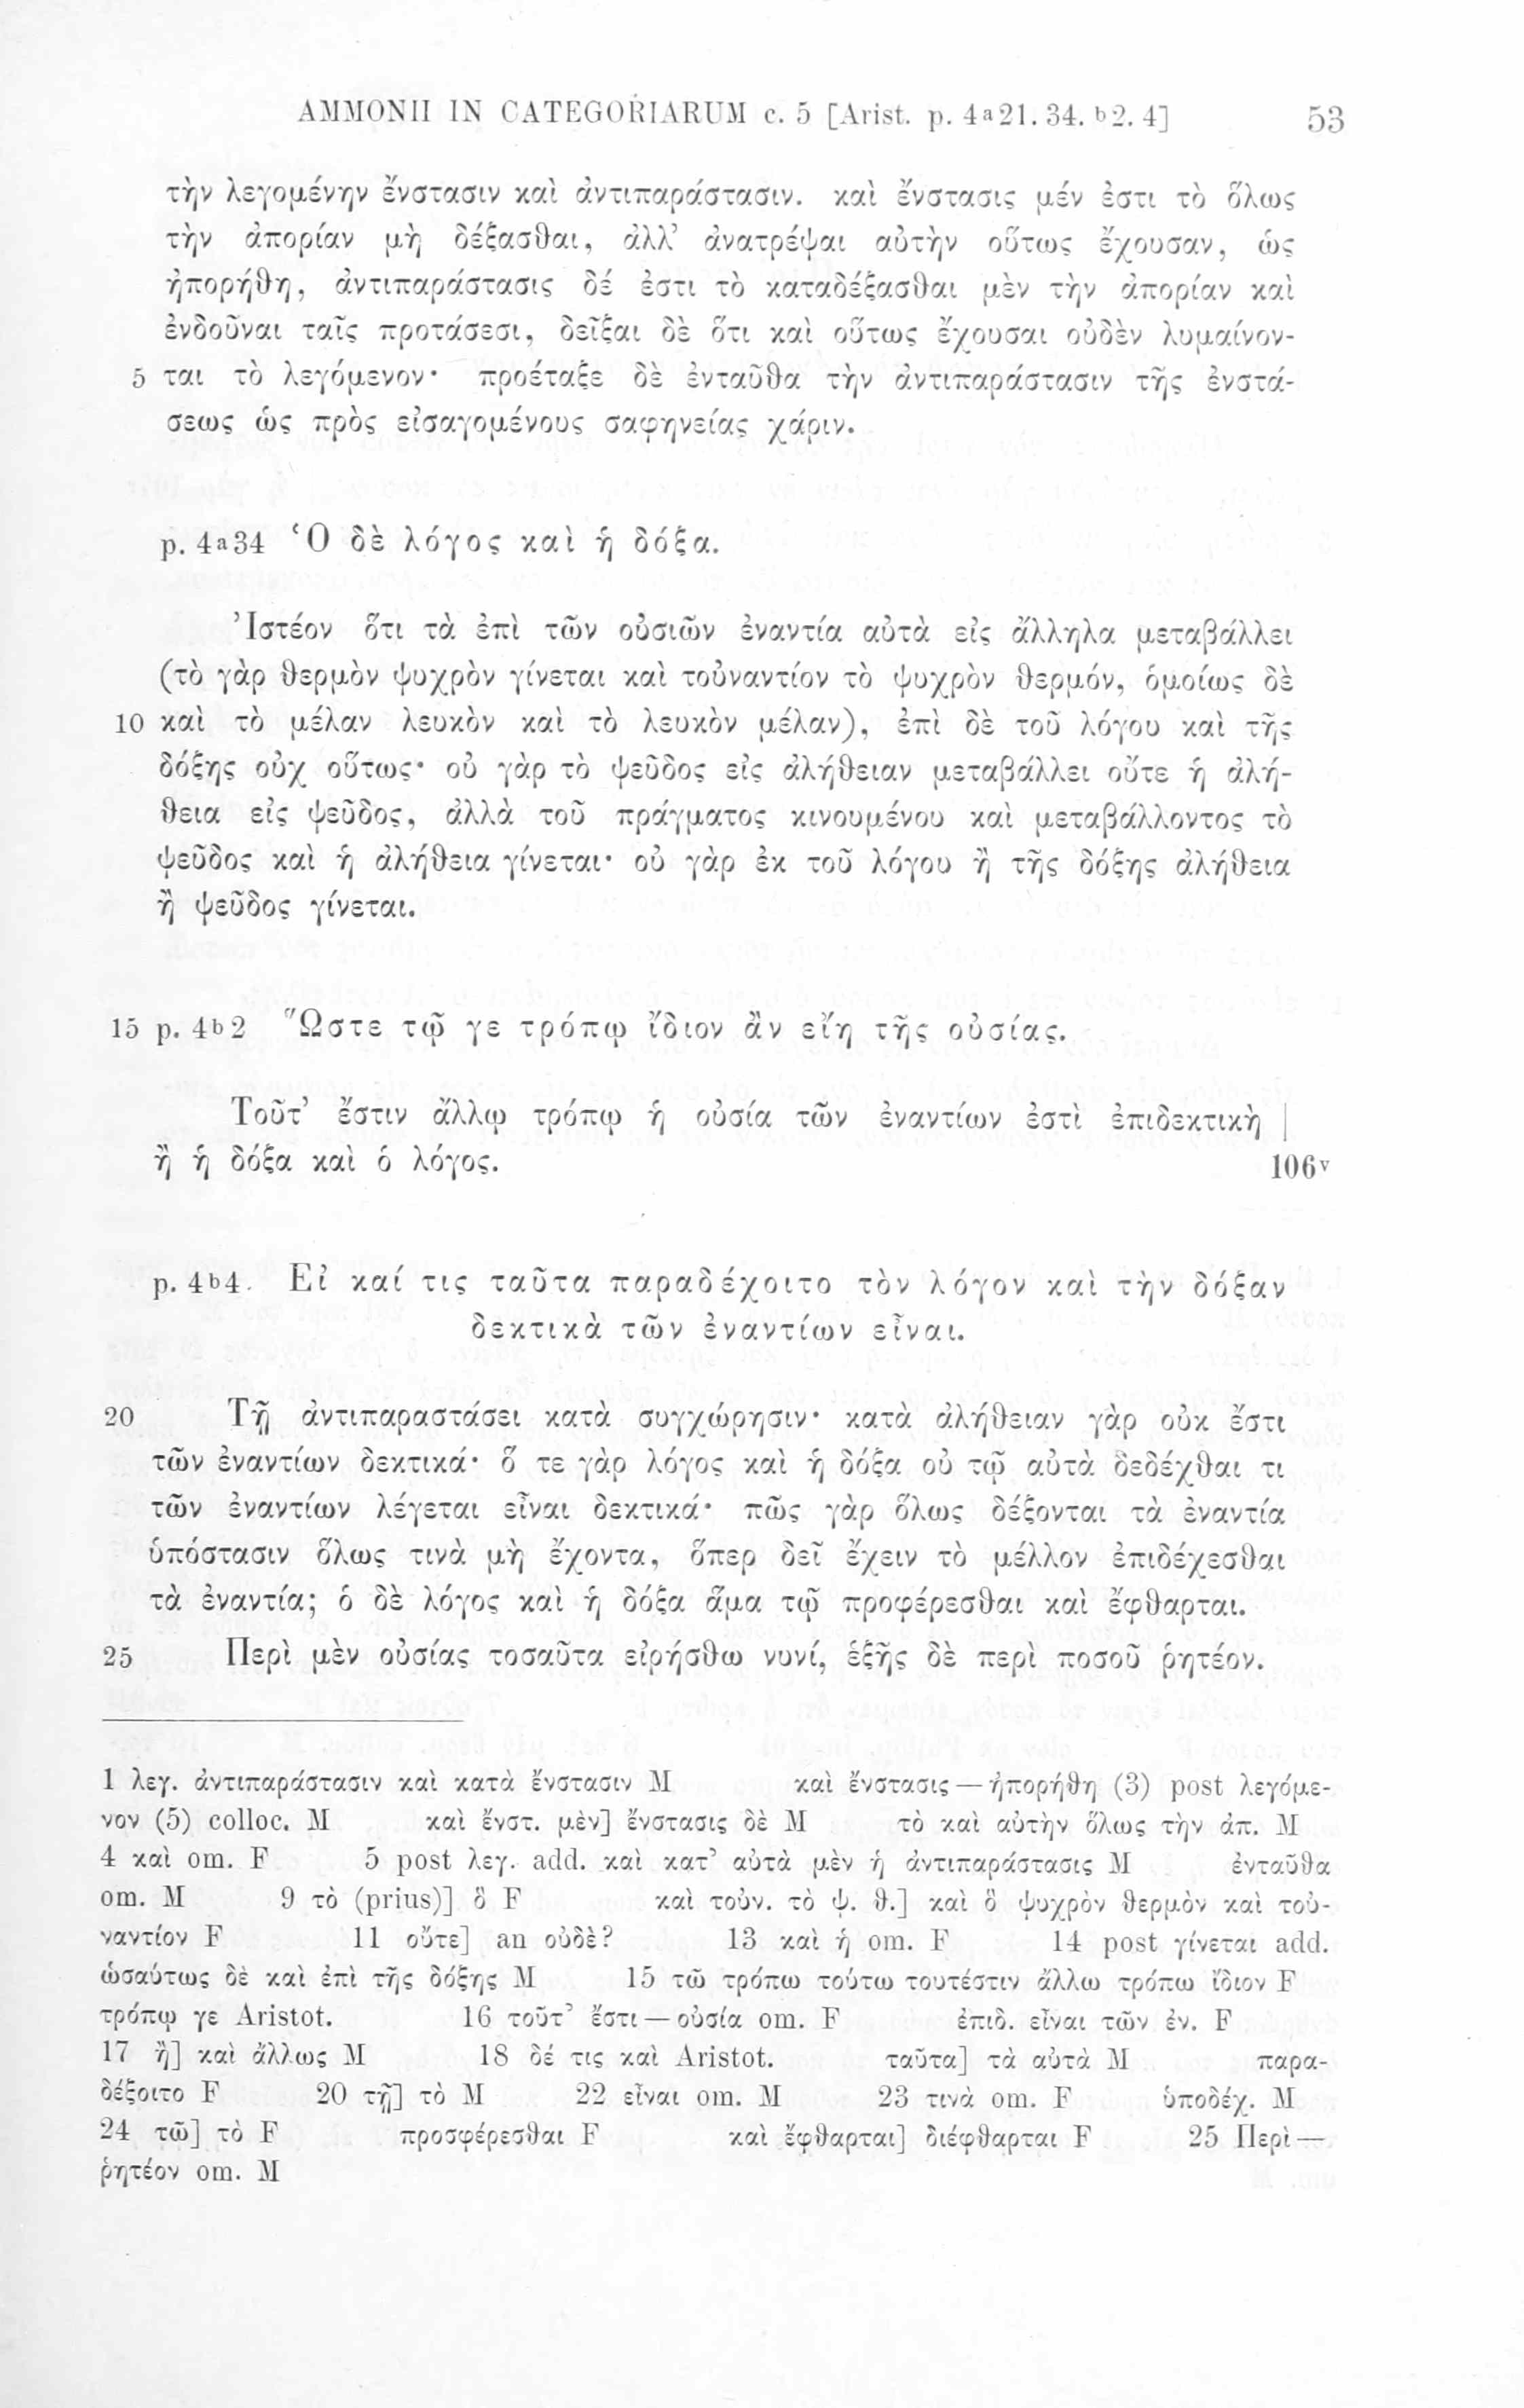 AMMONII IN CATEGORIARUM c. 5 [Arist. p. 4a21. 34. b2. 4] 53
τὴν λεγομένην ἔνστασιν καὶ ἀντιπαράστασιν. καὶ ἔνστασις μέν ἐστι τὸ ὅλως
τὴν ἀπορίαν μὴ δέξασθαι, ἀλλ' ἀνατρέψαι αὐτὴν οὕτως ἔχουσαν, ὡς
ἠπορήθη, ἀντιπαράστασις δέ ἐστι τὸ καταδέξασθαι μὲν τὴν ἀπορίαν καὶ
ἐνδοῦναι ταῖς προτάσεσι, δεῖξαι δὲ ὅτι καὶ οὕτως ἔχουσαι οὐδὲν λυμαίνον-
5 ται τὸ λεγόμενον· προέταξε δὲ ἐνταῦθα τὴν ἀντιπαράστασιν τῆς ἐνστά-
σεως ὡς πρὸς εἰσαγομένους σαφηνείας χάριν.
p. 4a34 Ὁ δὲ λόγος καὶ ἡ δόξα.
Ἰστέον ὅτι τὰ ἐπὶ τῶν οὐσιῶν ἐναντία αὐτὰ εἰς ἄλληλα μεταβάλλει
(τὸ γὰρ θερμὸν ψυχρὸν γίνεται καὶ τοὐναντίον τὸ ψυχρὸν θερμόν, ὁμοίως δὲ
10 καὶ τὸ μέλαν λευκὸν καὶ τὸ λευκὸν μέλαν), ἐπὶ δὲ τοῦ λόγου καὶ τῆς
δόξης οὐχ οὕτως· οὐ γὰρ τὸ ψεῦδος εἰς ἀλήθειαν μεταβάλλει οὔτε ἡ ἀλή-
θεια εἰς ψεῦδος, ἀλλὰ τοῦ πράγματος κινουμένου καὶ μεταβάλλοντος τὸ
ψεῦδος καὶ ἡ ἀλήθεια γίνεται· οὐ γὰρ ἐκ τοῦ λόγου ἢ τῆς δόξης ἀλήθεια
ἢ ψεῦδος γίνεται.
15 p. 4b2 Ὥστε τῷ γε τρόπῳ ἴδιον ἂν εἴη τῆς οὐσίας.
Τοῦτ' ἔστιν ἄλλῳ τρόπῳ ἡ οὐσία τῶν ἐναντίων ἐστὶ ἐπιδεκτικὴ |
ἢ ἡ δόξα καὶ ὁ λόγος. 106v
p. 4b4. Εἰ καί τις ταῦτα παραδέχοιτο τὸν λόγον καὶ τὴν δόξαν
δεκτικὰ τῶν ἐναντίων εἶναι.
20 Τῇ ἀντιπαραστάσει κατὰ συγχώρησιν· κατὰ ἀλήθειαν γὰρ οὐκ ἔστι
τῶν ἐναντίων δεκτικά· ὅ τε γὰρ λόγος καὶ ἡ δόξα οὐ τῷ αὐτὰ δεδέχθαι τι
τῶν ἐναντίων λέγεται εἶναι δεκτικά· πῶς γὰρ ὅλως δέξονται τὰ ἐναντία
ὑπόστασιν ὅλως τινὰ μὴ ἔχοντα, ὅπερ δεῖ ἔχειν τὸ μέλλον ἐπιδέχεσθαι
τὰ ἐναντία; ὁ δὲ λόγος καὶ ἡ δόξα ἅμα τῷ προφέρεσθαι καὶ ἔφθαρται.
25 Περὶ μὲν οὐσίας τοσαῦτα εἰρήσθω νυνί, ἑξῆς δὲ περὶ ποσοῦ ῥητέον.
1 λεγ. ἀντιπαράστασιν καὶ κατὰ ἔνστασιν M καὶ ἔνστασις — ἠπορήθη (3) post λεγόμε-
νον (5) colloc. M καὶ ἔνστ. μὲν] ἔνστασις δὲ M τὸ καὶ αὐτὴν ὅλως τὴν ἀπ. M
4 καὶ om. F 5 post λεγ. add. καὶ κατ' αὐτὰ μὲν ἡ ἀντιπαράστασις M ἐνταῦθα
om. M 9 τὸ (prius)] ὃ F καὶ τοὐν. τὸ ψ. θ.] καὶ ὃ ψυχρὸν θερμὸν καὶ τοὐ-
ναντίον F 11 οὔτε] an οὐδὲ? 13 καὶ ἡ om. F 14 post γίνεται add.
ὡσαύτως δὲ καὶ ἐπὶ τῆς δόξης M 15 τῶ τρόπω τούτω τουτέστιν ἄλλω τρόπω ἴδιον F
τρόπῳ γε Aristot. 16 τοῦτ' ἔστι — οὐσία om. F ἐπιδ. εἶναι τῶν ἐν. F
17 ἢ] καὶ ἄλλως M 18 δέ τις καὶ Aristot. ταῦτα] τὰ αὐτὰ M παρα-
δέξοιτο F 20 τῇ] τὸ M 22 εἶναι om. M 23 τινὰ om. F ὑποδέχ. M
24 τῶ] τὸ F προσφέρεσθαι F καὶ ἔφθαρται] διέφθαρται F 25 Περὶ —
ῥητέον om. M